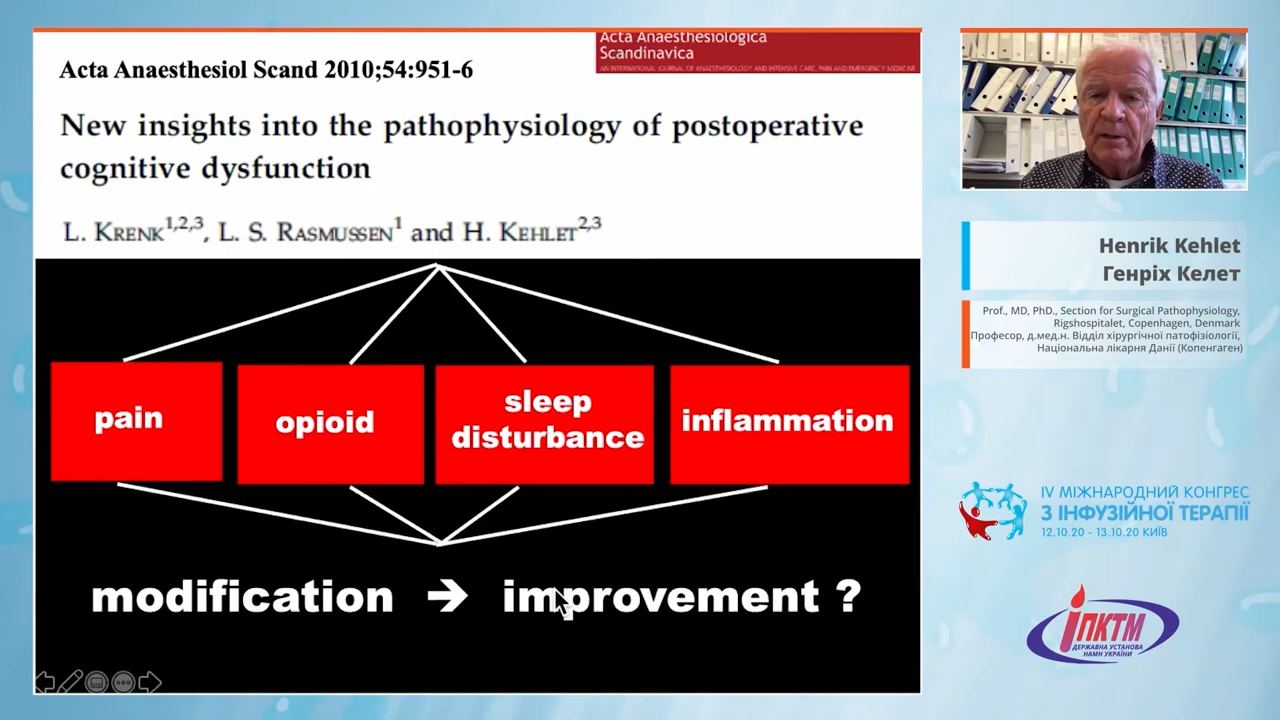 Acta Anaesthesiologica
Scandinavica
AN INTERNATIONAL JOURNAL OF ANAESTHESIOLOGY AND INTENSIVE CARE, PAIN AND EMERGENCY MEDICINE
Acta Anaesthesiol Scand 2010;54:951-6
New insights into the pathophysiology of postoperative
cognitive dysfunction
L. KRENK1,2,3, L. S. RASMUSSEN1 and H. KEHLET2,3
pain
opioid
sleep
disturbance
inflammation
modification ➔ improvement ?
Henrik Kehlet
Генріх Келет
Prof., MD, PhD., Section for Surgical Pathophysiology,
Rigshospitalet, Copenhagen, Denmark
Професор, д.мед.н. Відділ хірургічної патофізіології,
Національна лікарня Данії (Копенгаген)
IV МІЖНАРОДНИЙ КОНГРЕС
З ІНФУЗІЙНОЇ ТЕРАПІЇ
12.10.20 - 13.10.20 КИЇВ
ІПКТМ
ДЕРЖАВНА УСТАНОВА
НАМН УКРАЇНИ